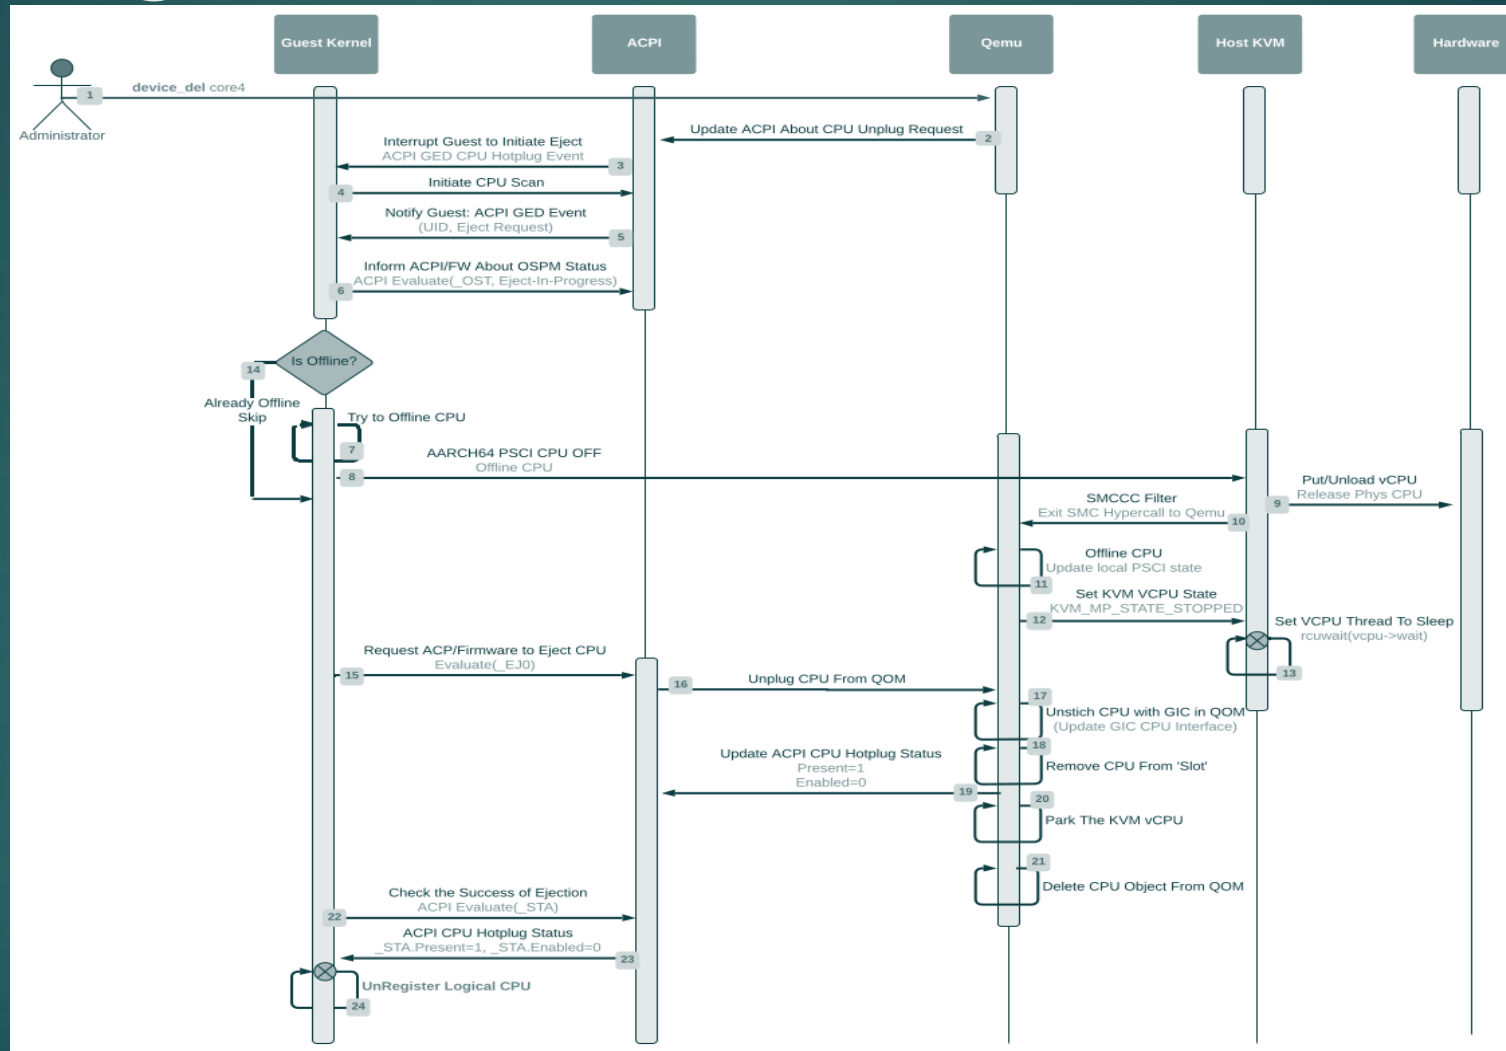 Guest Kernel
ACPI
Qemu
Host KVM
Hardware
1
device_del core4
Administrator
Update ACPI About CPU Unplug Request
2
Interrupt Guest to Initiate Eject
ACPI GED CPU Hotplug Event
3
Initiate CPU Scan
4
Notify Guest: ACPI GED Event
(UID, Eject Request)
5
Inform ACPI/FW About OSPM Status
ACPI Evaluate(_OST, Eject-In-Progress)
6
Is Offline?
14
Already Offline
Skip
Try to Offline CPU
7
AARCH64 PSCI CPU OFF
Offline CPU
8
Put/Unload vCPU
Release Phys CPU
9
SMCCC Filter
Exit SMC Hypercall to Qemu
10
Offline CPU
Update local PSCI state
11
Set KVM VCPU State
KVM_MP_STATE_STOPPED
12
Set VCPU Thread To Sleep
rcuwait(vcpu->wait)
13
Request ACP/Firmware to Eject CPU
Evaluate(_EJ0)
15
16
Unplug CPU From QOM
17
Unstich CPU with GIC in QOM
(Update GIC CPU Interface)
18
Remove CPU From 'Slot'
Update ACPI CPU Hotplug Status
Present=1
Enabled=0
19
20
Park The KVM vCPU
21
Delete CPU Object From QOM
Check the Success of Ejection
ACPI Evaluate(_STA)
22
ACPI CPU Hotplug Status
_STA.Present=1, _STA.Enabled=0
23
UnRegister Logical CPU
24